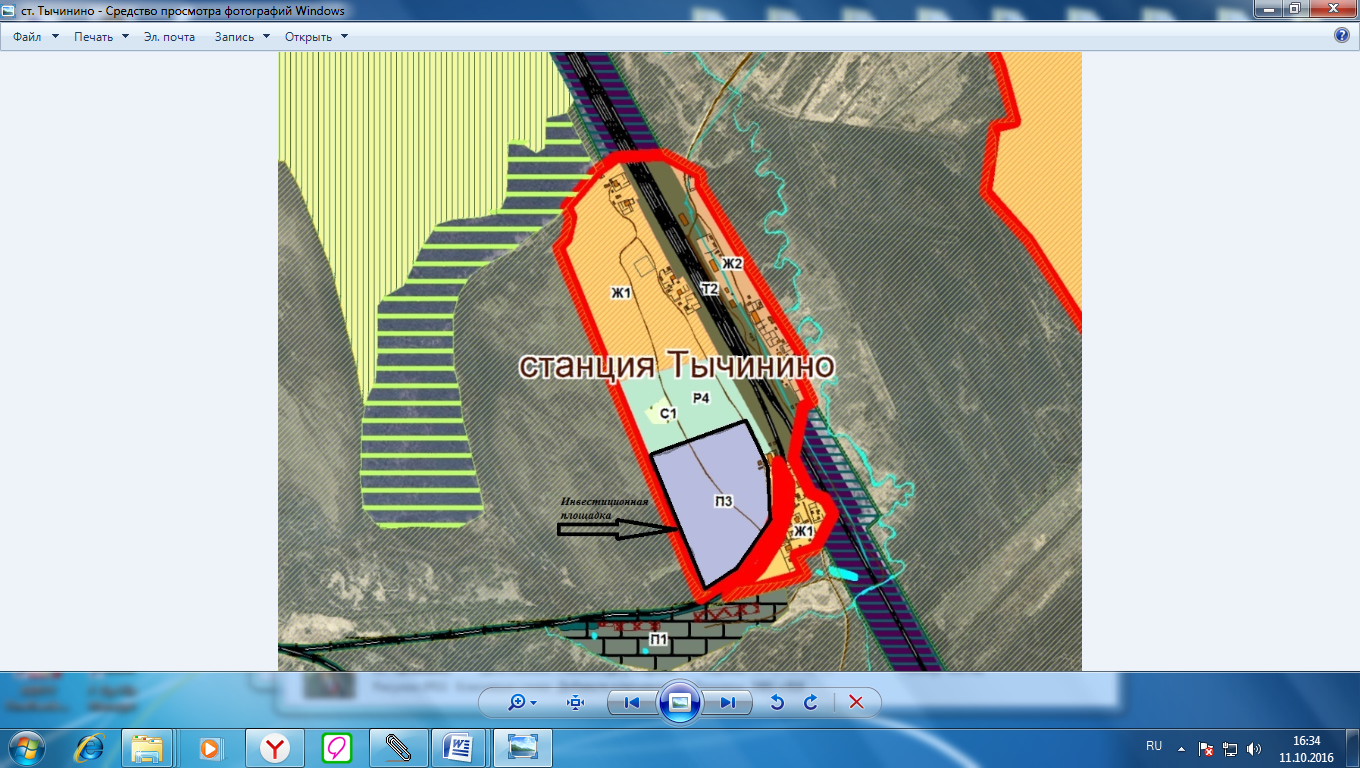 ст. Тычинино - Средство просмотра фотографий Windows
Файл Печать Эл. почта Запись Открыть
Ж2
Т2
Ж1
станция Тычинино
Р4
С1
П3
Инвестиционная
площадка
Ж1
П1
RU
16:34
11.10.2016